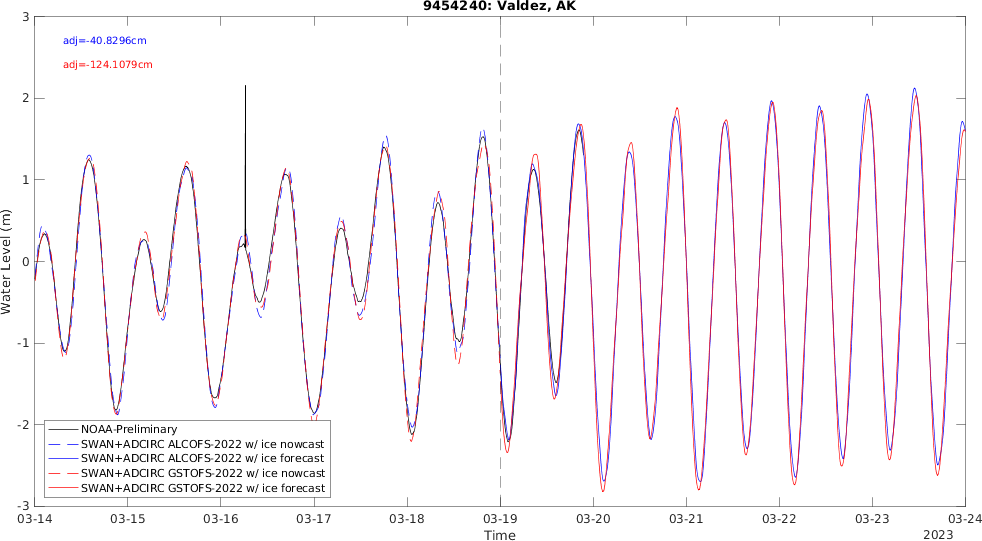 9454240: Valdez, AK
adj=-40.8296cm
adj=-124.1079cm
Water Level (m)
3
2
1
0
-1
-2
-3
NOAA-Preliminary
SWAN+ADCIRC ALCOFS-2022 w/ ice nowcast
SWAN+ADCIRC ALCOFS-2022 w/ ice forecast
SWAN+ADCIRC GSTOFS-2022 w/ ice nowcast
SWAN+ADCIRC GSTOFS-2022 w/ ice forecast
03-14 03-15 03-16 03-17 03-18 03-19 03-20 03-21 03-22 03-23 03-24
Time
2023